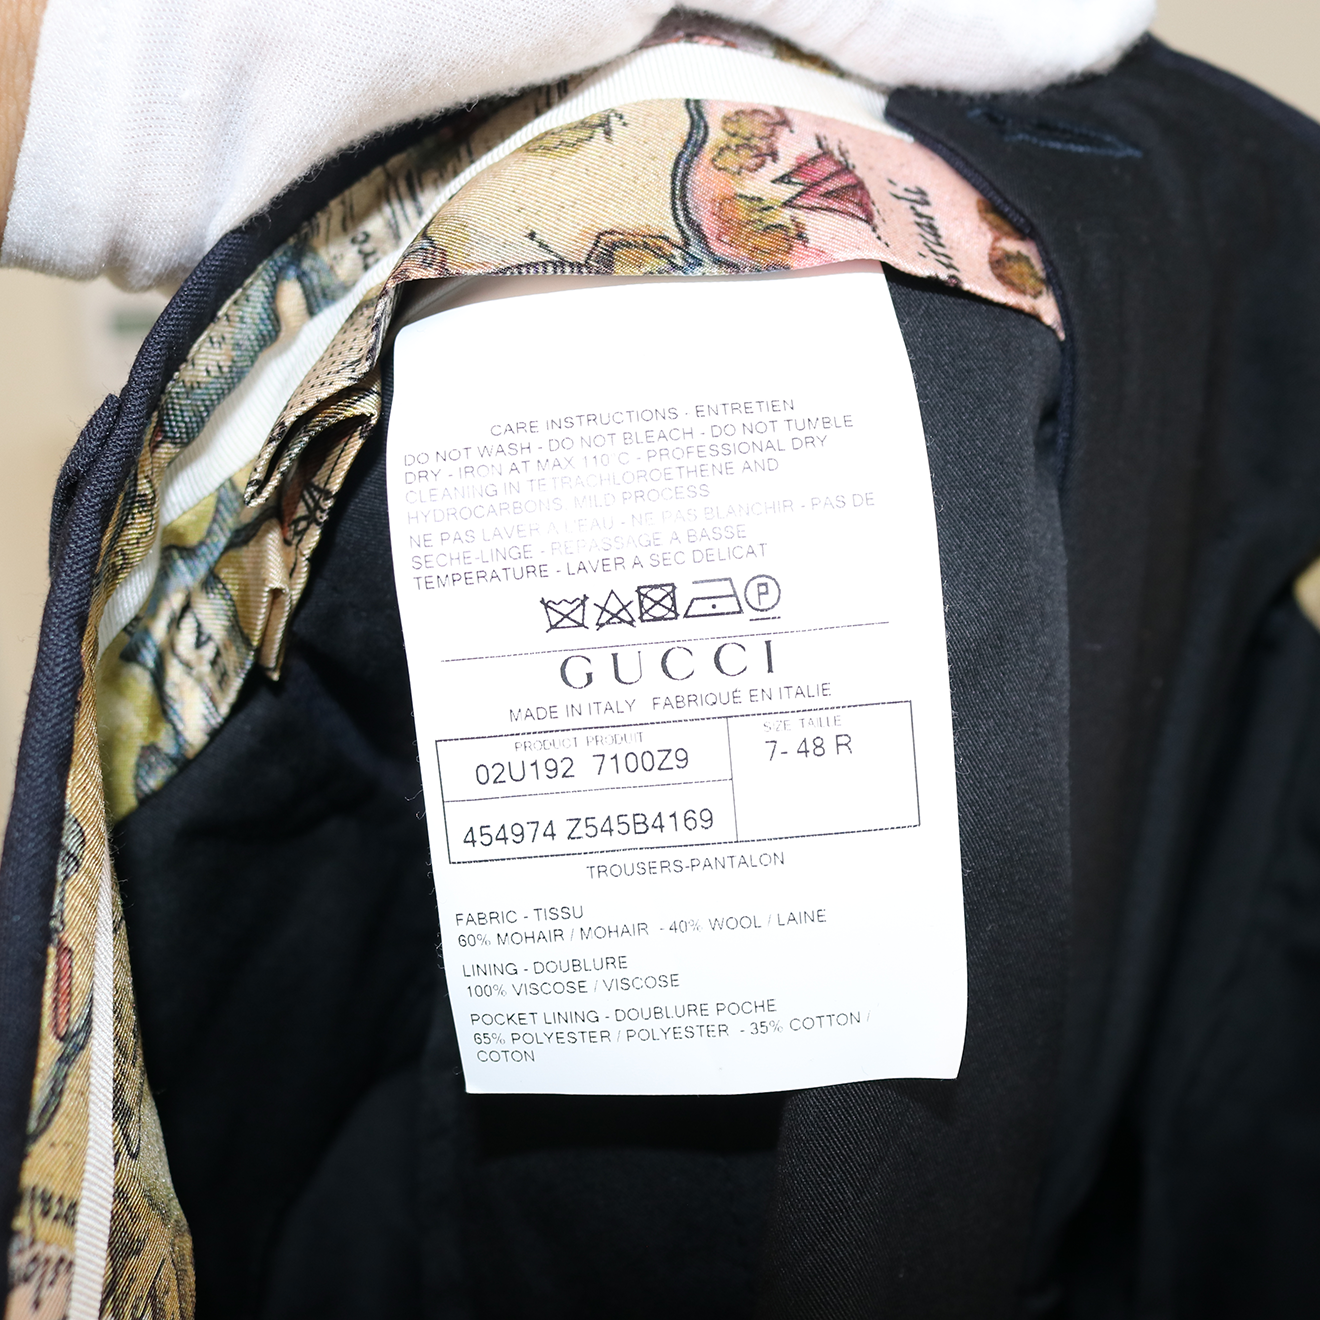 CARE INSTRUCTIONS - ENTRETIEN
DO NOT WASH - DO NOT BLEACH - DO NOT TUMBLE
DRY - IRON AT MAX 110°C - PROFESSIONAL DRY
CLEANING IN TETRACHLOROETHENE AND
HYDROCARBONS. MILD PROCESS
NE PAS LAVER A L'EAU - NE PAS BLANCHIR - PAS DE
SECHE-LINGE - REPASSAGE A BASSE
TEMPERATURE - LAVER A SEC DELICAT
P
GUCCI
MADE IN ITALY FABRIQUÉ EN ITALIE
PRODUCT PRODUIT
02U192 7100Z9
454974 Z545B4169
SIZE TAILLE
7- 48 R
TROUSERS-PANTALON
FABRIC - TISSU
60% MOHAIR / MOHAIR - 40% WOOL / LAINE
LINING - DOUBLURE
100% VISCOSE / VISCOSE
POCKET LINING - DOUBLURE POCHE
65% POLYESTER / POLYESTER - 35% COTTON /
COTON